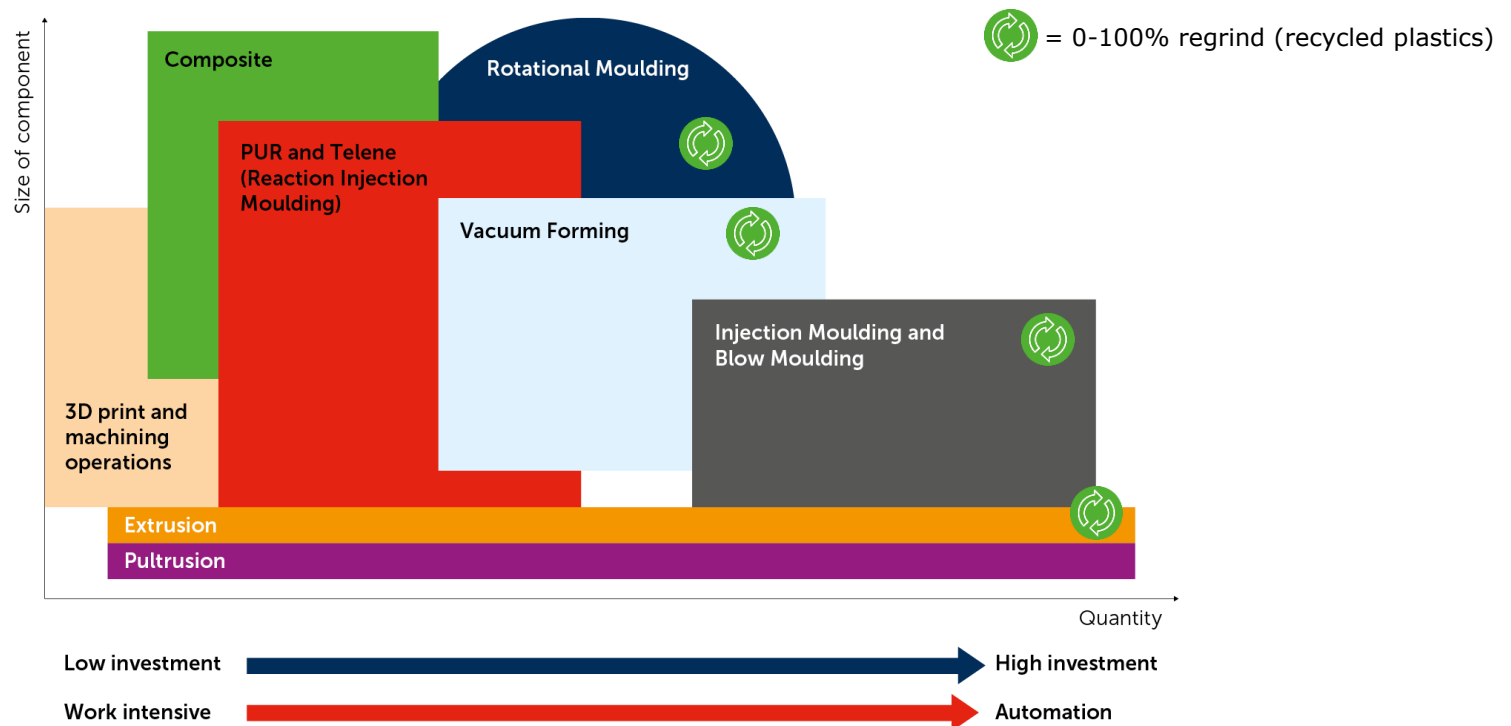 = 0-100% regrind (recycled plastics)
Size of component
Composite
Rotational Moulding
PUR and Telene
(Reaction Injection
Moulding)
Vacuum Forming
Injection Moulding and
Blow Moulding
3D print and
machining
operations
Extrusion
Pultrusion
Quantity
Low investment
High investment
Work intensive
Automation